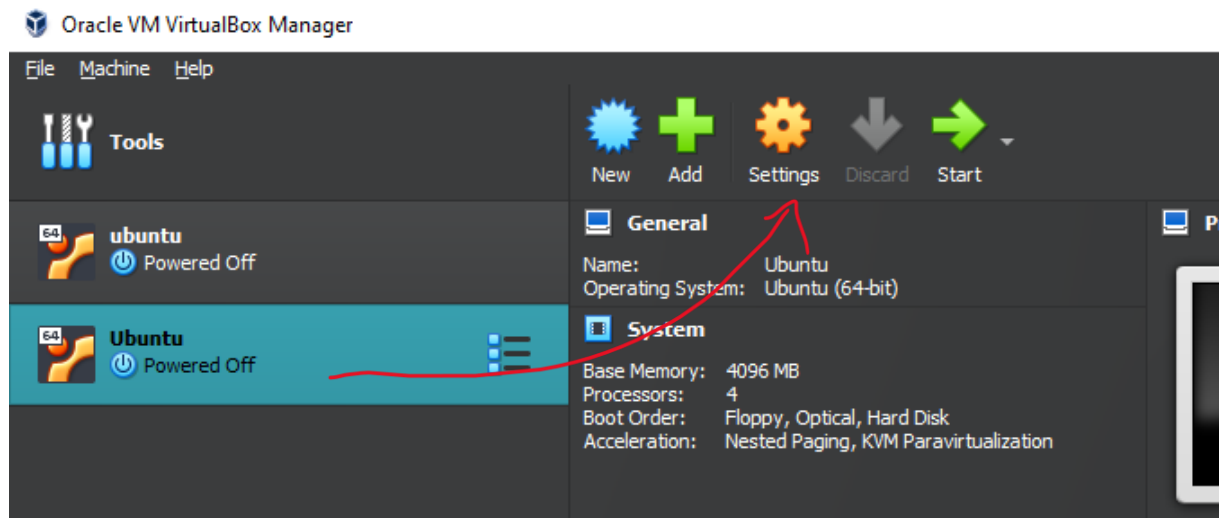 Oracle VM VirtualBox Manager
File Machine Help
Tools
New Add Settings Discard Start
64 ubuntu
Powered Off
64 Ubuntu
Powered Off
General
Name: Ubuntu
Operating System: Ubuntu (64-bit)
System
Base Memory: 4096 MB
Processors: 4
Boot Order: Floppy, Optical, Hard Disk
Acceleration: Nested Paging, KVM Paravirtualization